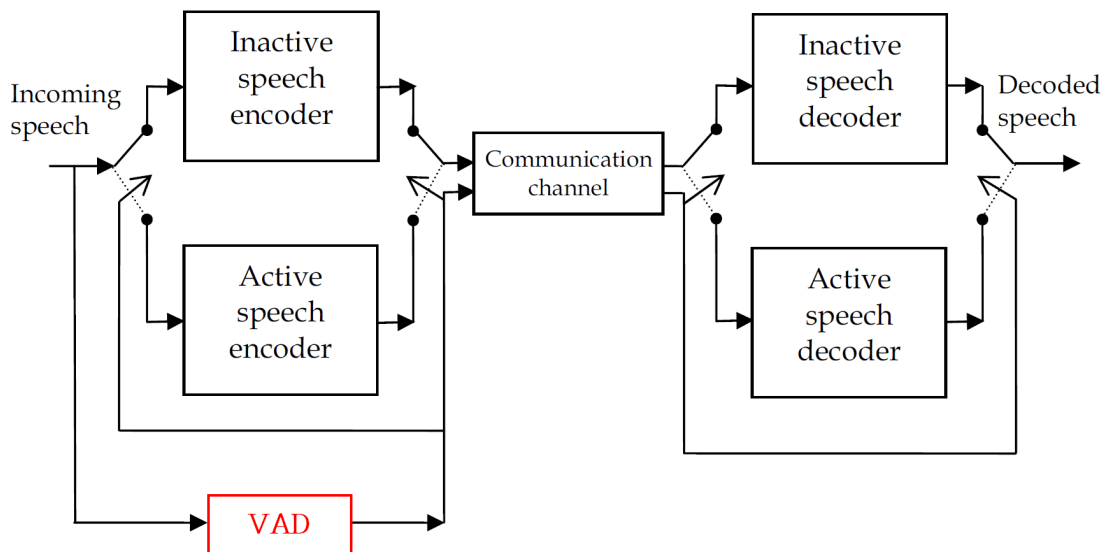 Incoming
speech
Inactive
speech
encoder
Active
speech
encoder
VAD
Communication
channel
Inactive
speech
decoder
Active
speech
decoder
Decoded
speech